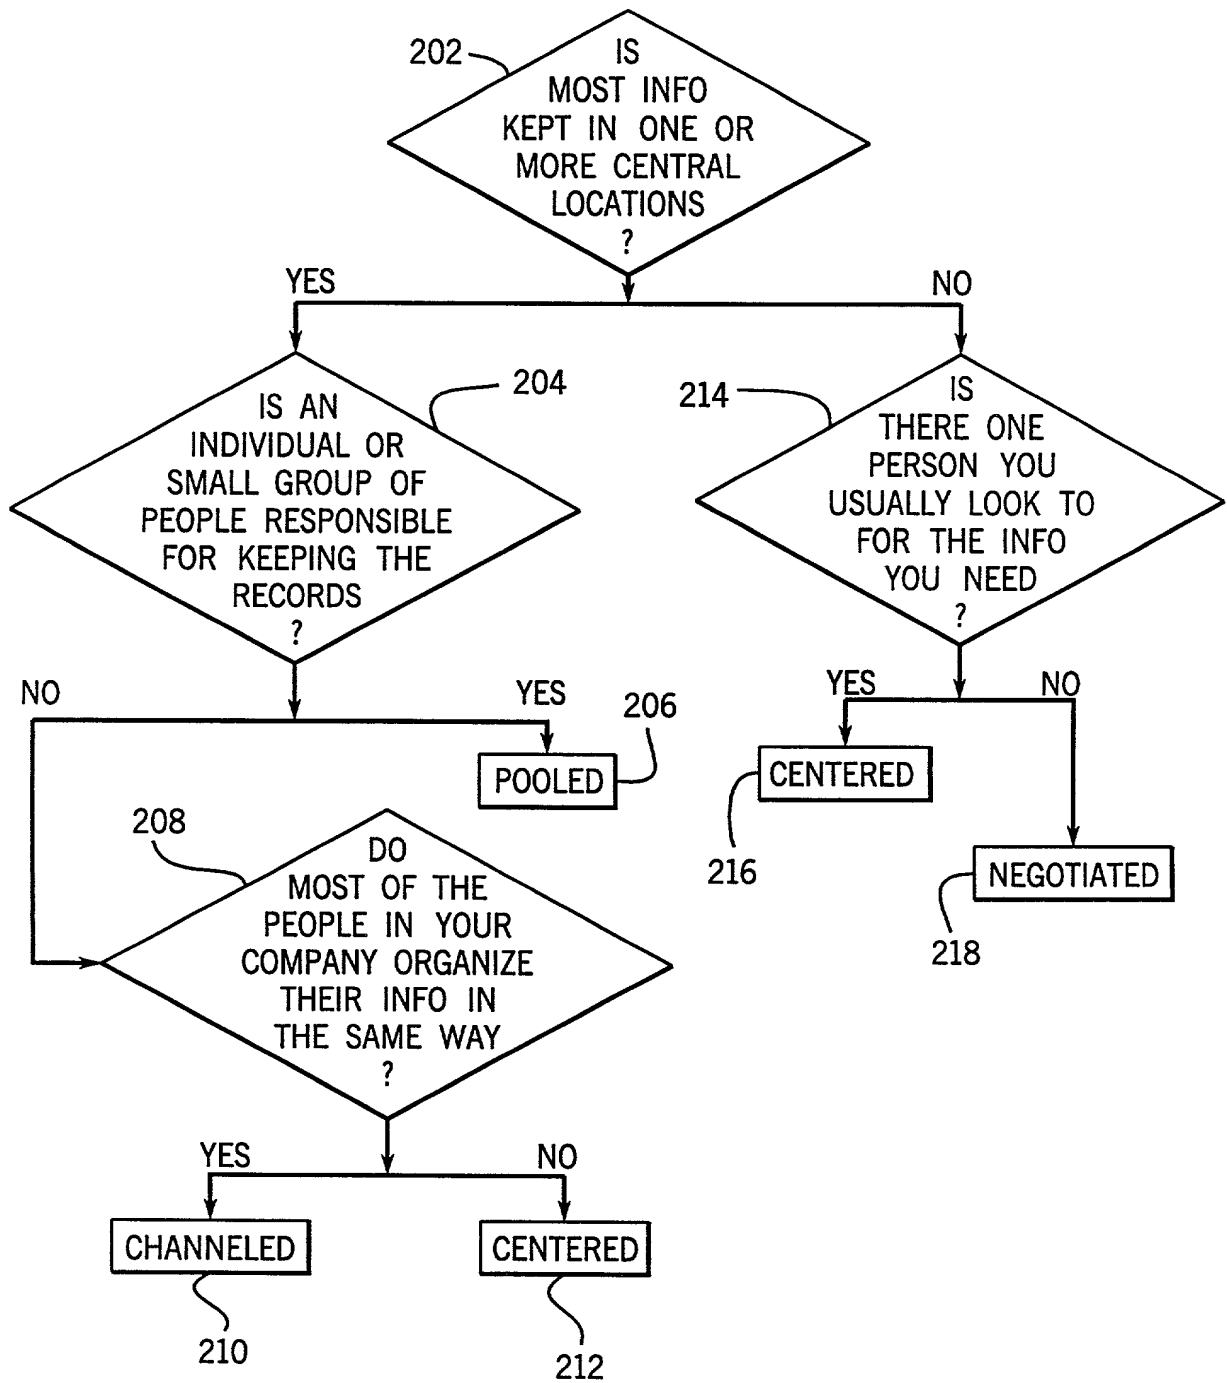 202
IS
MOST INFO
KEPT IN ONE OR
MORE CENTRAL
LOCATIONS
?
YES
NO
204
IS AN
INDIVIDUAL OR
SMALL GROUP OF
PEOPLE RESPONSIBLE
FOR KEEPING THE
RECORDS
?
214
IS
THERE ONE
PERSON YOU
USUALLY LOOK TO
FOR THE INFO
YOU NEED
?
NO
YES
206
POOLED
YES
NO
CENTERED
216
NEGOTIATED
218
208
DO
MOST OF THE
PEOPLE IN YOUR
COMPANY ORGANIZE
THEIR INFO IN
THE SAME WAY
?
YES
NO
CHANNELED
210
CENTERED
212